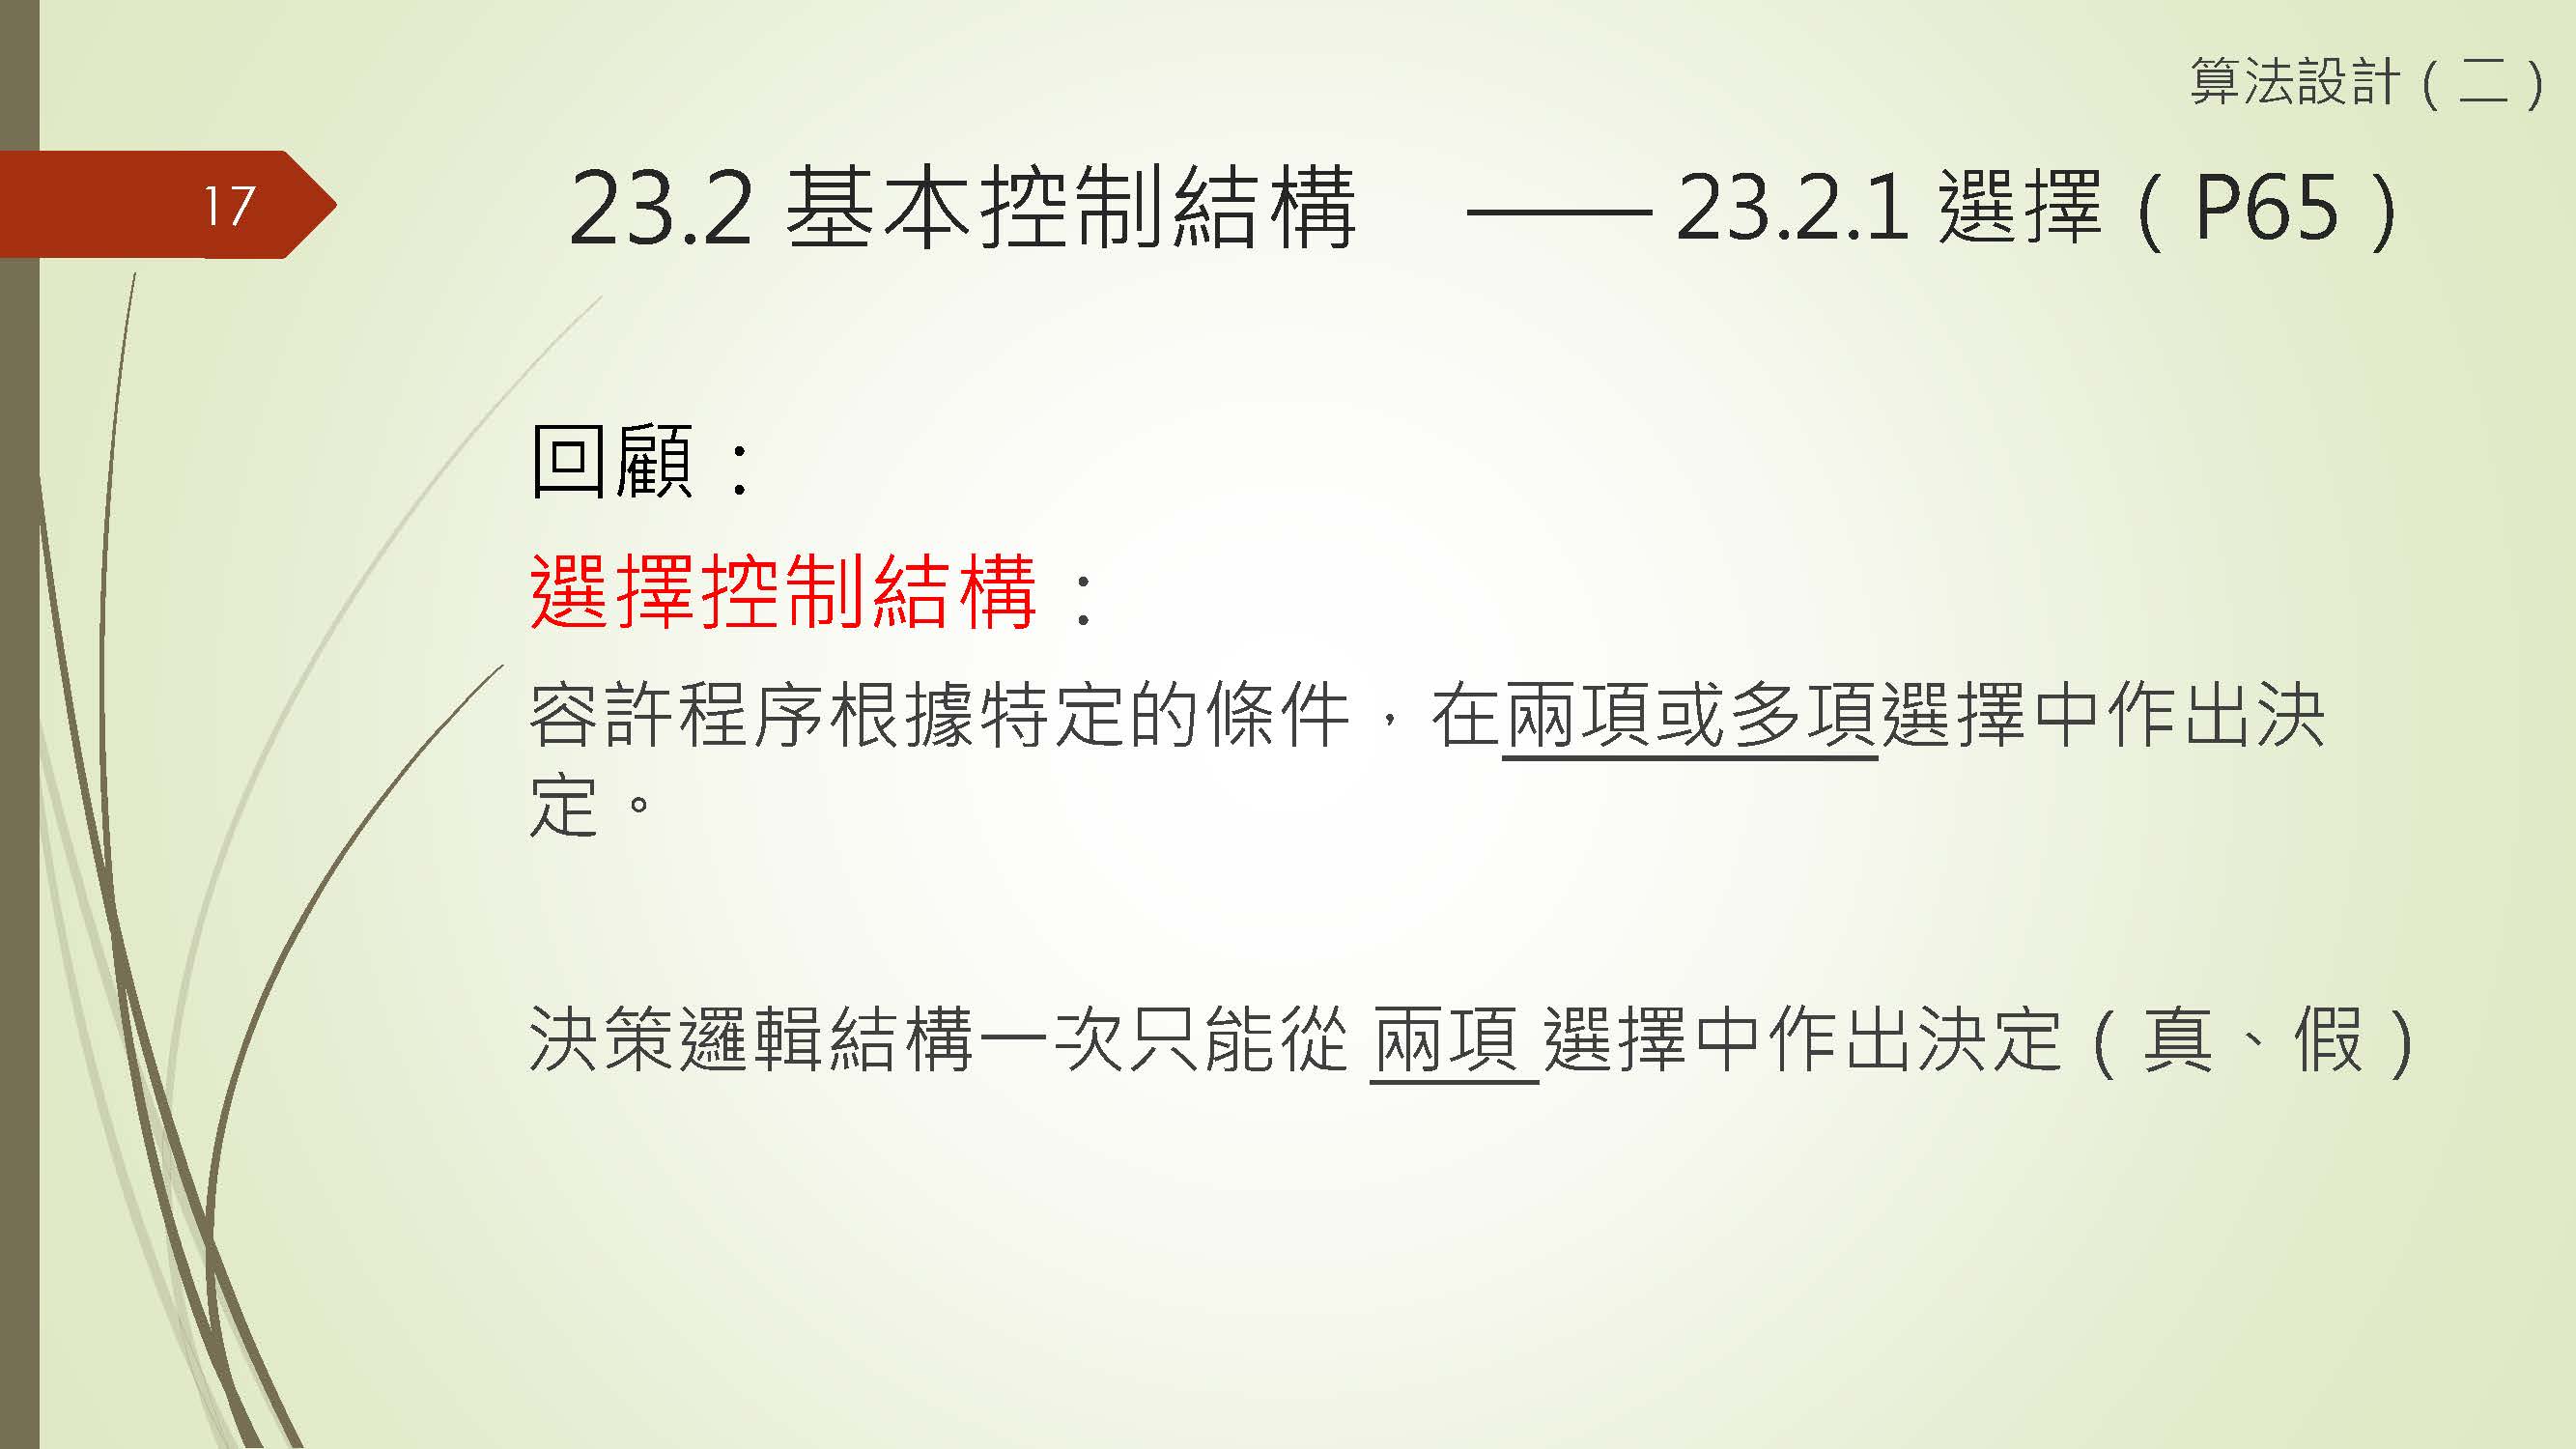 算法設計（二）
17
23.2 基本控制結構 —— 23.2.1 選擇（P65）
回顧：
選擇控制結構：
容許程序根據特定的條件，在兩項或多項選擇中作出決
定。
決策邏輯結構一次只能從 兩項 選擇中作出決定（真、假）